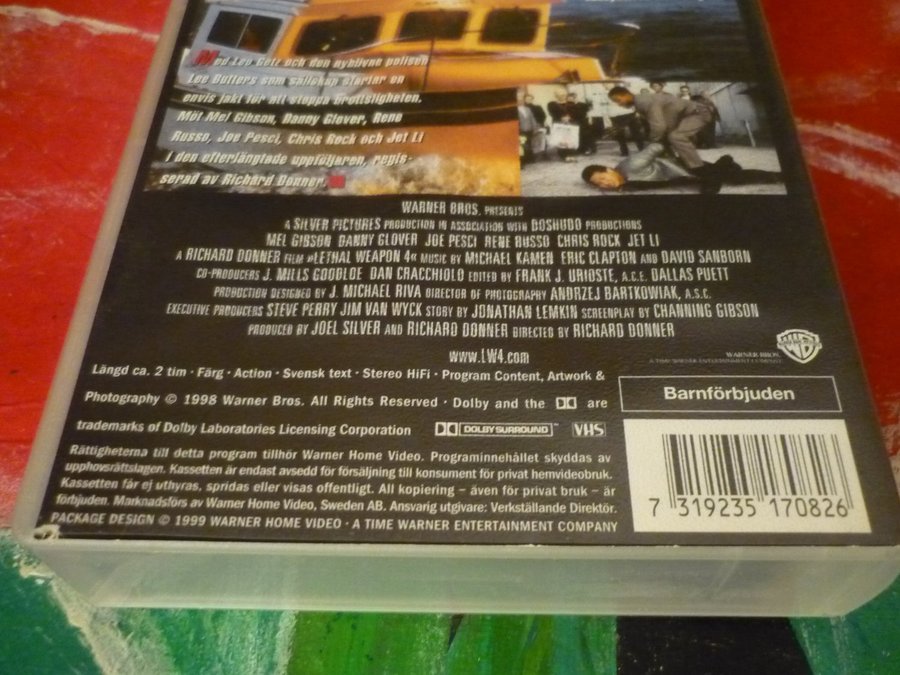 Med Leo Getz och den nyblivne polisen
Lee Butters som sällskap startar en
envis jakt för att stoppa brottsligheten.
Möt Mel Gibson, Danny Glover, Rene
Russo, Joe Pesci, Chris Rock och Jet Li
i den efterlängtade uppföljaren, regis-
serad av Richard Donner.
WARNER BROS. PRESENTS
A SILVER PICTURES PRODUCTION IN ASSOCIATION WITH DOSHUDO PRODUCTIONS
MEL GIBSON DANNY GLOVER JOE PESCI RENE RUSSO CHRIS ROCK JET LI
A RICHARD DONNER FILM »LETHAL WEAPON 4« MUSIC BY MICHAEL KAMEN ERIC CLAPTON AND DAVID SANBORN
CO-PRODUCERS J. MILLS GOODLOE DAN CRACCHIOLO EDITED BY FRANK J. URIOSTE, A.C.E. DALLAS PUETT
PRODUCTION DESIGNED BY J. MICHAEL RIVA DIRECTOR OF PHOTOGRAPHY ANDRZEJ BARTKOWIAK, A.S.C.
EXECUTIVE PRODUCERS STEVE PERRY JIM VAN WYCK STORY BY JONATHAN LEMKIN SCREENPLAY BY CHANNING GIBSON
PRODUCED BY JOEL SILVER AND RICHARD DONNER DIRECTED BY RICHARD DONNER
www.LW4.com
WARNER BROS.
A TIME WARNER ENTERTAINMENT COMPANY
Längd ca. 2 tim · Färg · Action · Svensk text · Stereo HiFi · Program Content, Artwork &
Photography © 1998 Warner Bros. All Rights Reserved · Dolby and the DD are
trademarks of Dolby Laboratories Licensing Corporation DOLBY SURROUND VHS
Barnförbjuden
Rättigheterna till detta program tillhör Warner Home Video. Programinnehållet skyddas av
upphovsrättslagen. Kassetten är endast avsedd för försäljning till konsument för privat hemvideobruk.
Kassetten får ej uthyras, spridas eller visas offentligt. All kopiering – även för privat bruk – är
förbjuden. Marknadsförs av Warner Home Video, Sweden AB. Ansvarig utgivare: Verkställande Direktör.
PACKAGE DESIGN © 1999 WARNER HOME VIDEO · A TIME WARNER ENTERTAINMENT COMPANY
7 319235 170826